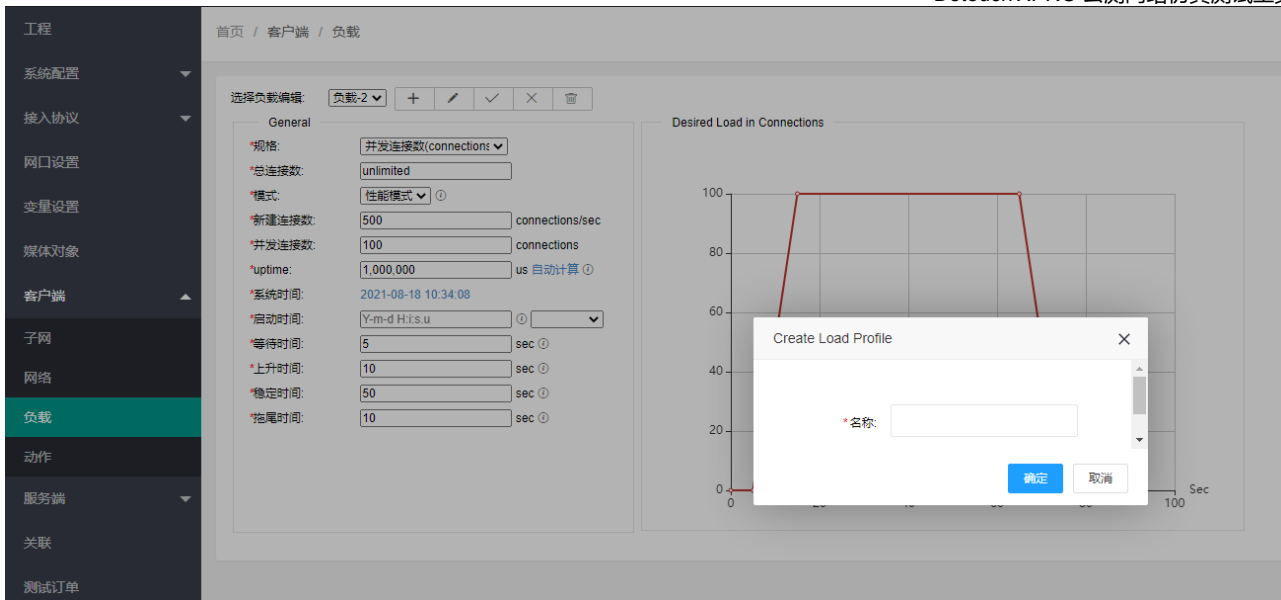 工程
系统配置
接入协议
网口设置
变量设置
媒体对象
客户端
子网
网络
负载
动作
服务端
关联
测试订单
首页 / 客户端 / 负载
选择负载编辑: 负载-2
General
*规格: 并发连接数(connections
*总连接数: unlimited
*模式: 性能模式
*新建连接数: 500 connections/sec
*并发连接数: 100 connections
*uptime: 1,000,000 us 自动计算
*系统时间: 2021-08-18 10:34:08
*启动时间: Y-m-d H:i:s.u
*等待时间: 5 sec
*上升时间: 10 sec
*稳定时间: 50 sec
*拖尾时间: 10 sec
Desired Load in Connections
100
80
60
40
20
0
0
100
Sec
Create Load Profile
*名称:
确定 取消